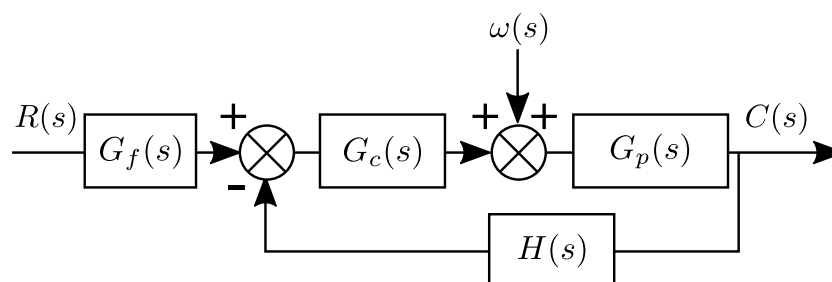 ω(s)
R(s) + G_f(s) G_c(s) + + G_p(s) C(s)
-
H(s)